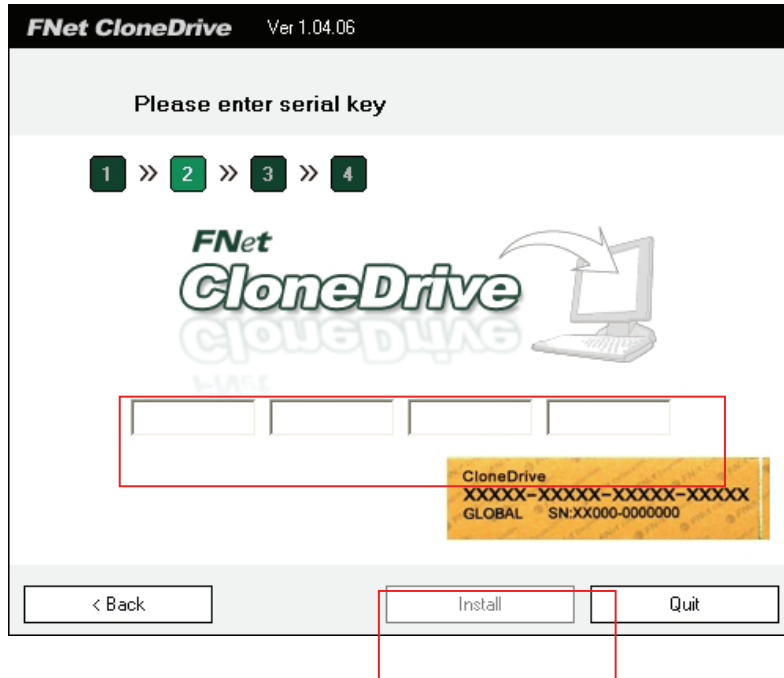 FNet CloneDrive Ver 1.04.06
Please enter serial key
1 » 2 » 3 » 4
FNet
CloneDrive
CloneDrive
XXXXX-XXXXX-XXXXX-XXXXX
GLOBAL SN:XX000-0000000
< Back Install Quit